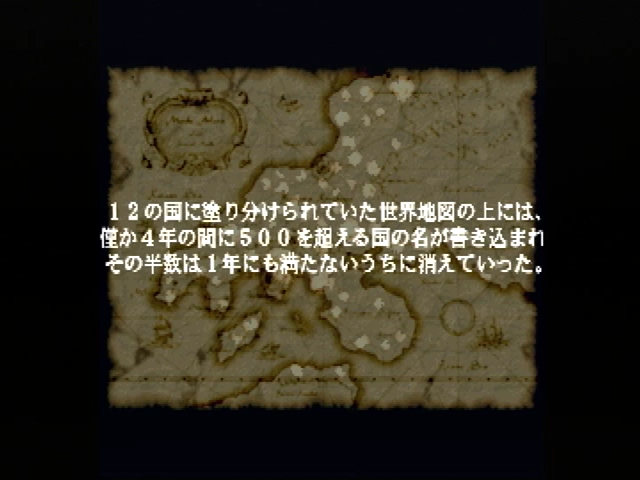 １２の国に塗り分けられていた世界地図の上には、
僅か４年の間に５００を超える国の名が書き込まれ
その半数は１年にも満たないうちに消えていった。